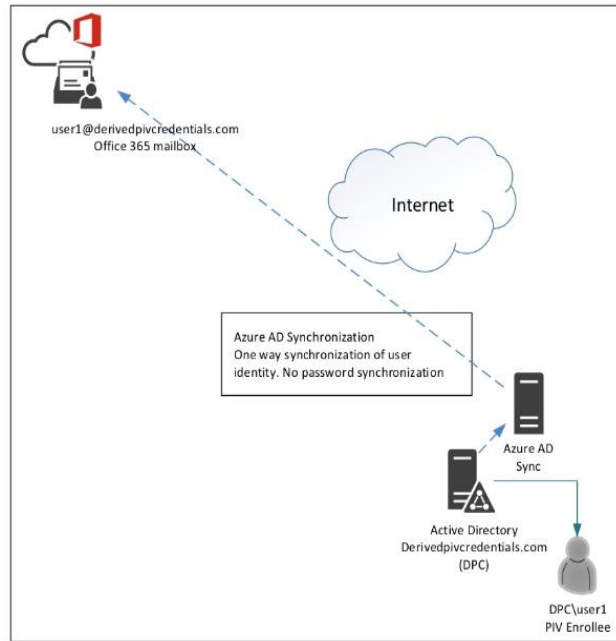 user1@derivedpivcredentials.com
Office 365 mailbox
Internet
Azure AD Synchronization
One way synchronization of user
identity. No password synchronization
Azure AD
Sync
Active Directory
Derivedpivcredentials.com
(DPC)
DPC\user1
PIV Enrollee